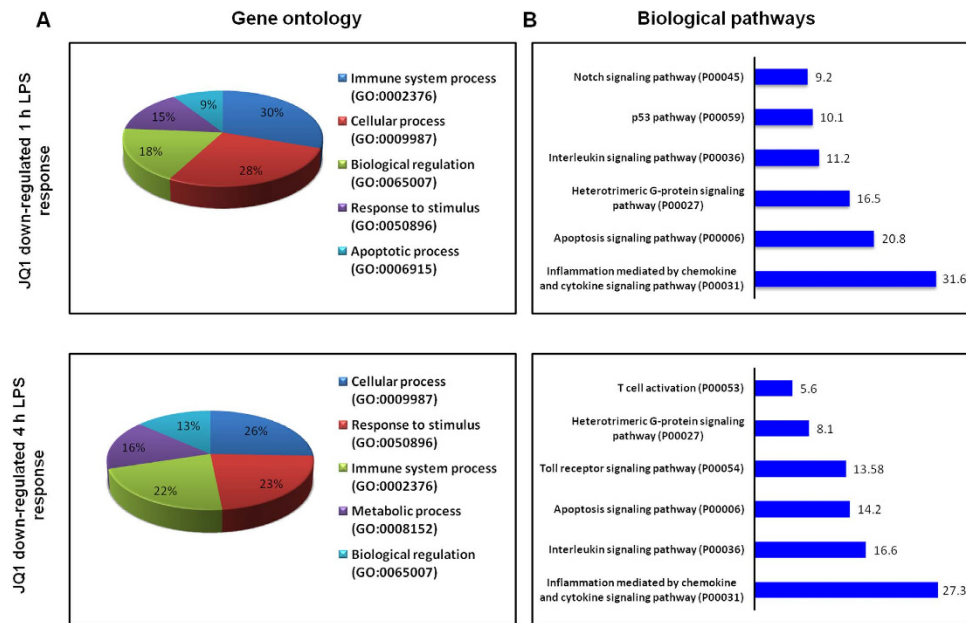 A
Gene ontology
B
Biological pathways
JQ1 down-regulated 1 h LPS
response
30%
28%
18%
15%
9%
Immune system process
(GO:0002376)
Cellular process
(GO:0009987)
Biological regulation
(GO:0065007)
Response to stimulus
(GO:0050896)
Apoptotic process
(GO:0006915)
Notch signaling pathway (P00045)
9.2
p53 pathway (P00059)
10.1
Interleukin signaling pathway (P00036)
11.2
Heterotrimeric G-protein signaling
pathway (P00027)
16.5
Apoptosis signaling pathway (P00006)
20.8
Inflammation mediated by chemokine
and cytokine signaling pathway (P00031)
31.6
JQ1 down-regulated 4 h LPS
response
26%
23%
22%
16%
13%
Cellular process
(GO:0009987)
Response to stimulus
(GO:0050896)
Immune system process
(GO:0002376)
Metabolic process
(GO:0008152)
Biological regulation
(GO:0065007)
T cell activation (P00053)
5.6
Heterotrimeric G-protein signaling
pathway (P00027)
8.1
Toll receptor signaling pathway (P00054)
13.58
Apoptosis signaling pathway (P00006)
14.2
Interleukin signaling pathway (P00036)
16.6
Inflammation mediated by chemokine
and cytokine signaling pathway (P00031)
27.3